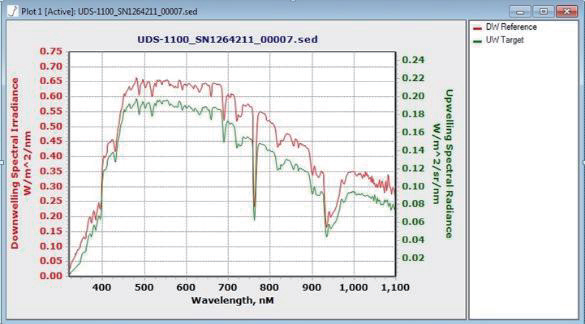 Plot 1 [Active]: UDS-1100_SN1264211_00007.sed
UDS-1100_SN1264211_00007.sed
DW Reference
UW Target
Downwelling Spectral Irradiance
W/m^2/nm
0.75
0.70
0.65
0.60
0.55
0.50
0.45
0.40
0.35
0.30
0.25
0.20
0.15
0.10
0.05
0.00
0.24
0.22
0.20
0.18
0.16
0.14
0.12
0.10
0.08
0.06
0.04
0.02
Upwelling Spectral Radiance
W/m^2/sr/nm
400 500 600 700 800 900 1,000 1,100
Wavelength, nM